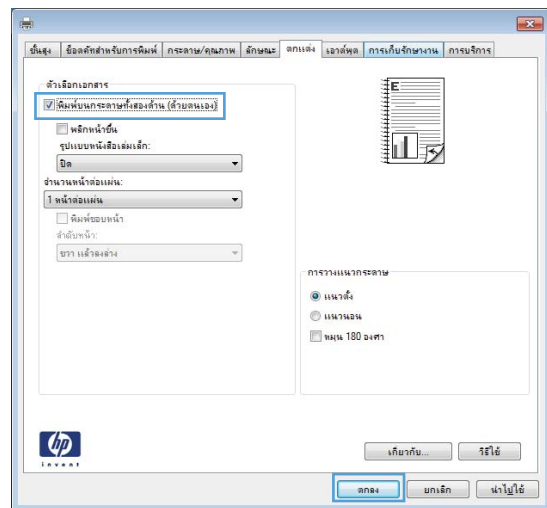 ขั้นสูง ช็อตคัทสำหรับการพิมพ์ กระดาษ/คุณภาพ ลักษณะ ตกแต่ง เอาต์พุต การเก็บรักษางาน การบริการ
ตัวเลือกเอกสาร
พิมพ์บนกระดาษทั้งสองด้าน (ด้วยตนเอง)
พลิกหน้าขึ้น
รูปแบบหนังสือเล่มเล็ก:
ปิด
จำนวนหน้าต่อแผ่น:
1 หน้าต่อแผ่น
พิมพ์ขอบหน้า
ลำดับหน้า:
ขวา แล้วลงล่าง
E
การวางแนวกระดาษ
แนวตั้ง
แนวนอน
หมุน 180 องศา
hp
invent
เกี่ยวกับ... วิธีใช้
ตกลง ยกเลิก นำไปใช้